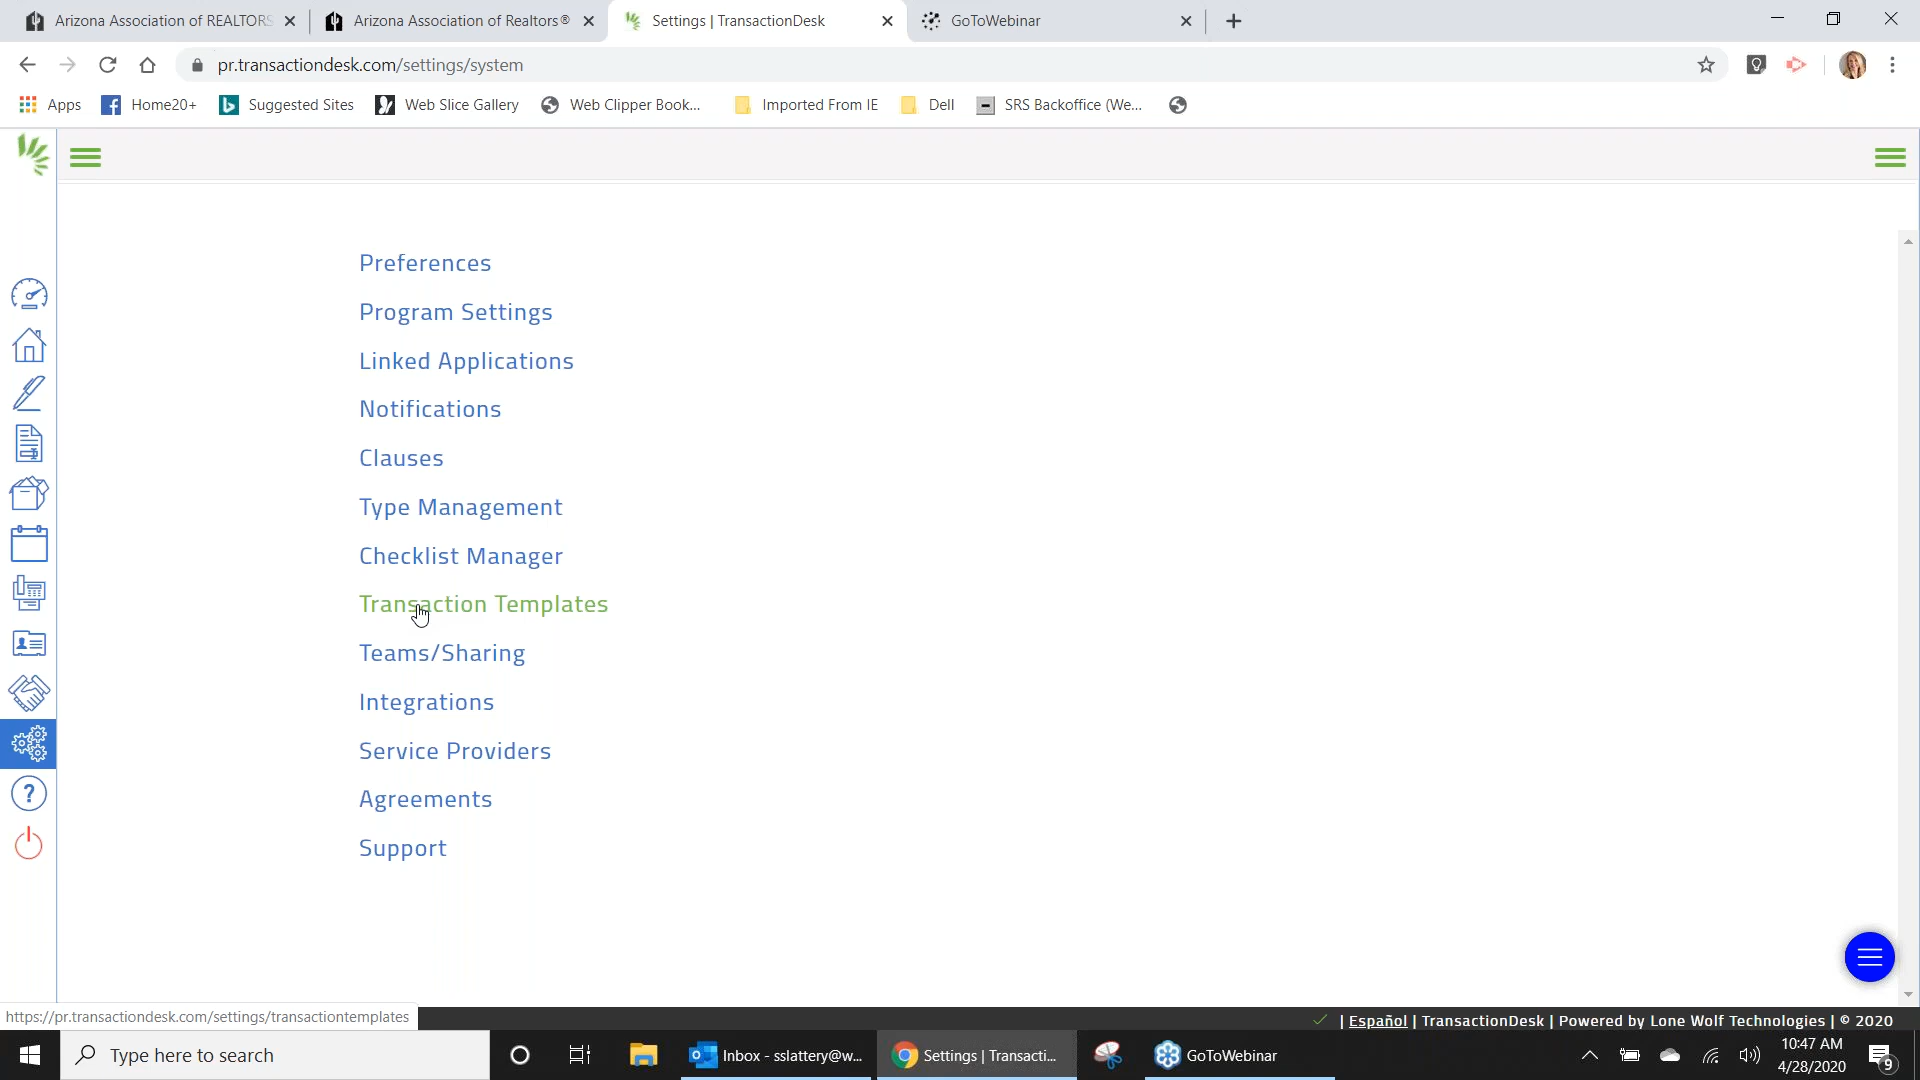 Arizona Association of REALTORS
Arizona Association of Realtors®
Settings | TransactionDesk
GoToWebinar
pr.transactiondesk.com/settings/system
Apps
Home20+
Suggested Sites
Web Slice Gallery
Web Clipper Book...
Imported From IE
Dell
SRS Backoffice (We...
Preferences
Program Settings
Linked Applications
Notifications
Clauses
Type Management
Checklist Manager
Transaction Templates
Teams/Sharing
Integrations
Service Providers
Agreements
Support
?
https://pr.transactiondesk.com/settings/transactiontemplates
| Español | TransactionDesk | Powered by Lone Wolf Technologies | © 2020
Type here to search
Inbox - sslattery@w...
Settings | Transacti...
GoToWebinar
10:47 AM
4/28/2020
9